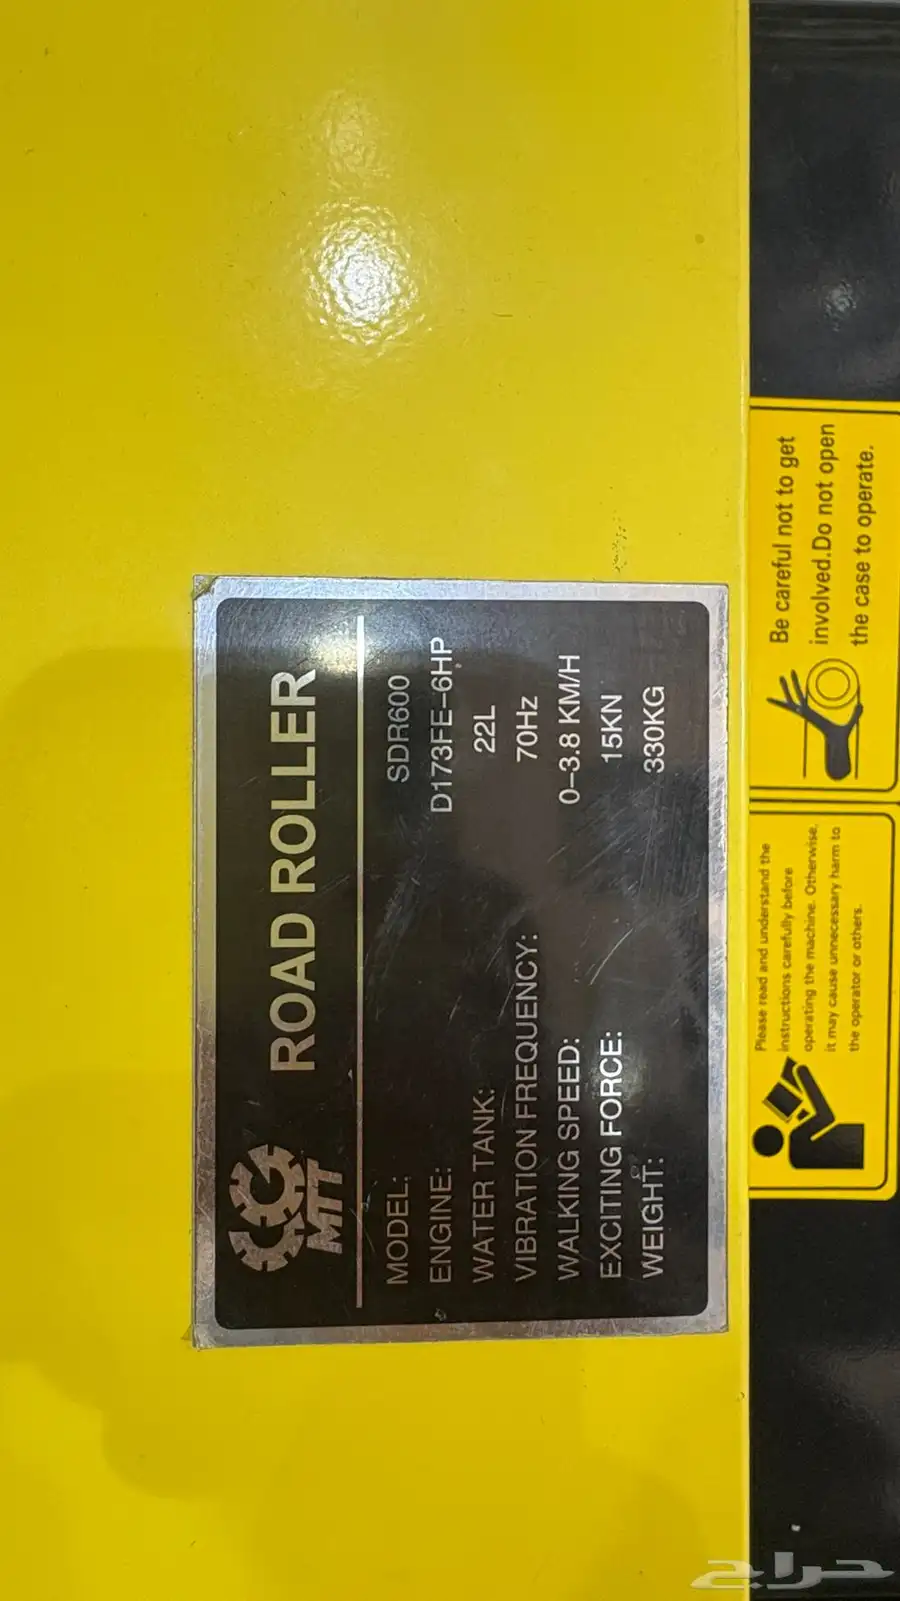 MTT
ROAD ROLLER
MODEL: SDR600
ENGINE: D173FE-6HP
WATER TANK: 22L
VIBRATION FREQUENCY: 70Hz
WALKING SPEED: 0-3.8 KM/H
EXCITING FORCE: 15KN
WEIGHT: 330KG
Please read and understand the
instructions carefully before
operating the machine. Otherwise,
it may cause unnecessary harm to
the operator or others.
Be careful not to get
involved.Do not open
the case to operate.
حراج